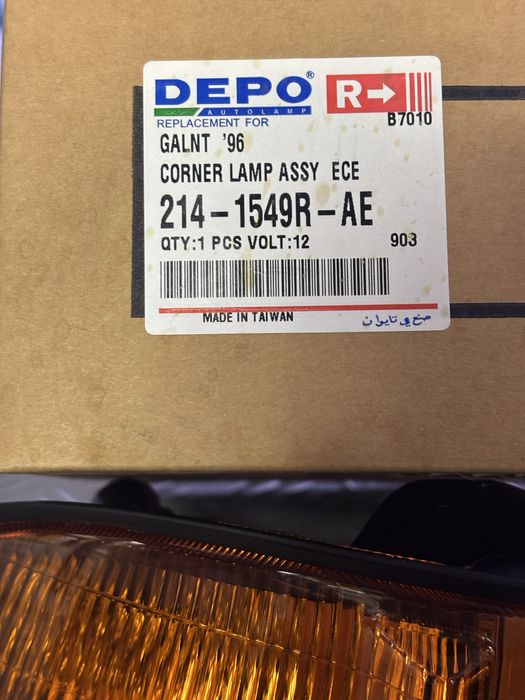 DEPO®
AUTOLAMP
R→
REPLACEMENT FOR
B7010
GALNT '96
CORNER LAMP ASSY ECE
214-1549R-AE
QTY:1 PCS VOLT:12 903
MADE IN TAIWAN صنع في تايوان